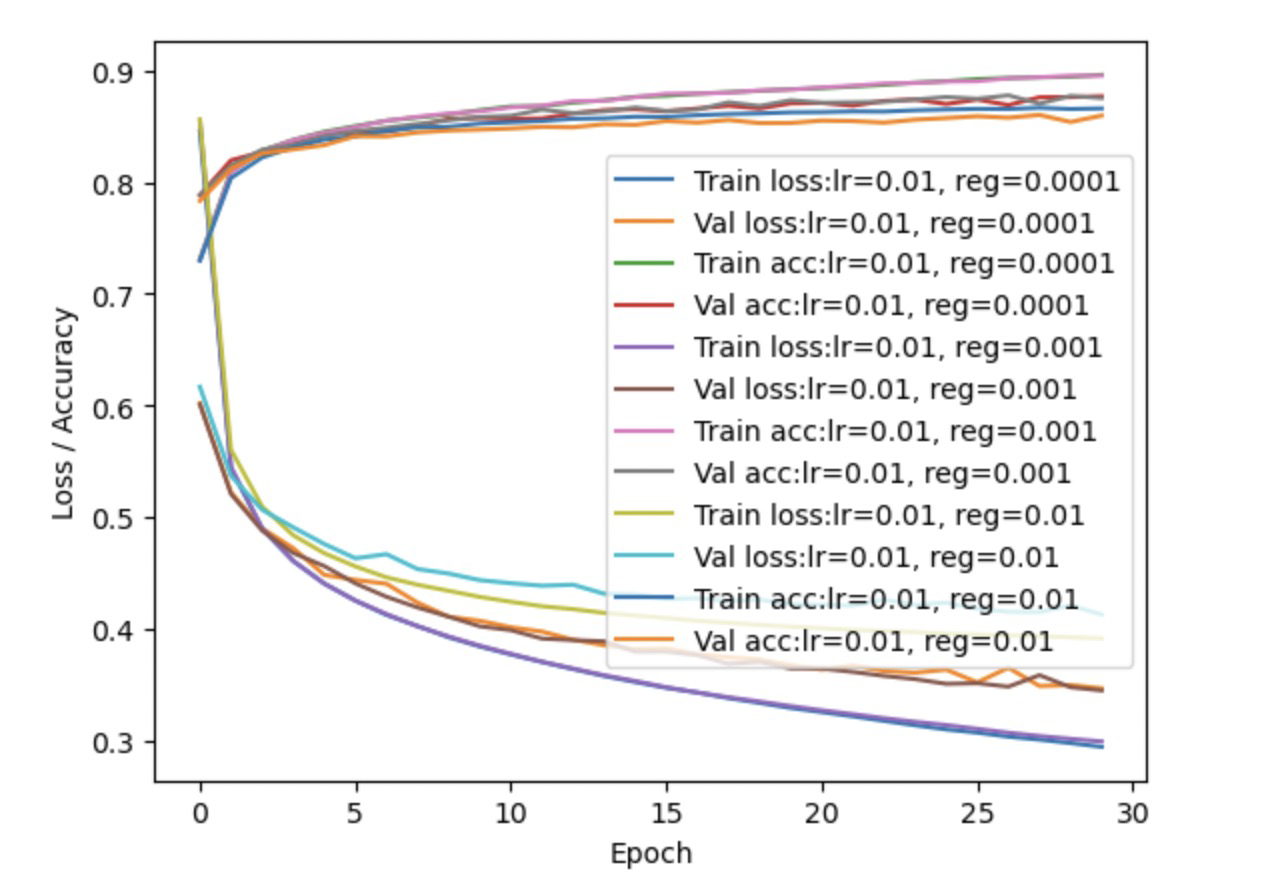 0.9
0.8
0.7
0.6
0.5
0.4
0.3
Loss / Accuracy
Train loss:lr=0.01, reg=0.0001
Val loss:lr=0.01, reg=0.0001
Train acc:lr=0.01, reg=0.0001
Val acc:lr=0.01, reg=0.0001
Train loss:lr=0.01, reg=0.001
Val loss:lr=0.01, reg=0.001
Train acc:lr=0.01, reg=0.001
Val acc:lr=0.01, reg=0.001
Train loss:lr=0.01, reg=0.01
Val loss:lr=0.01, reg=0.01
Train acc:lr=0.01, reg=0.01
Val acc:lr=0.01, reg=0.01
0 5 10 15 20 25 30
Epoch